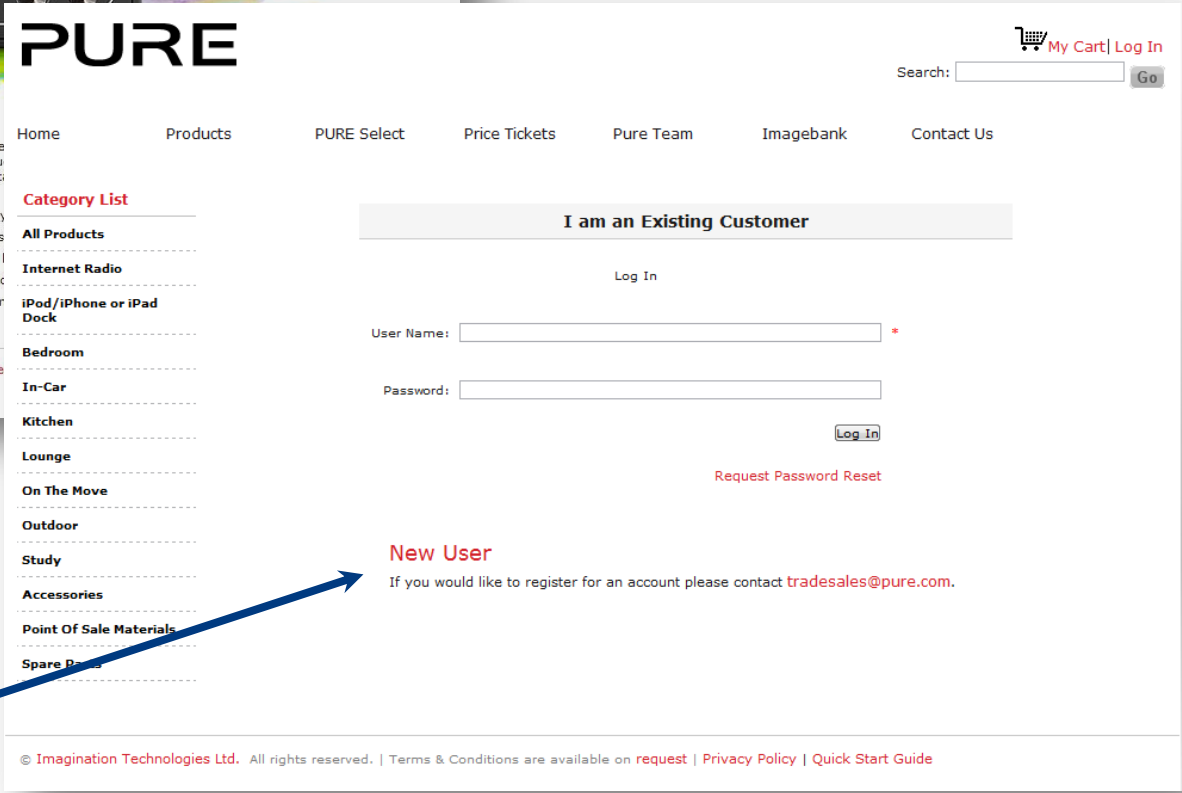 PURE
My Cart| Log In
Search: Go
Home Products PURE Select Price Tickets Pure Team Imagebank Contact Us
Category List
All Products
Internet Radio
iPod/iPhone or iPad
Dock
Bedroom
In-Car
Kitchen
Lounge
On The Move
Outdoor
Study
Accessories
Point Of Sale Materials
Spare Parts
I am an Existing Customer
Log In
User Name: *
Password:
Log In
Request Password Reset
New User
If you would like to register for an account please contact tradesales@pure.com.
© Imagination Technologies Ltd. All rights reserved. | Terms & Conditions are available on request | Privacy Policy | Quick Start Guide